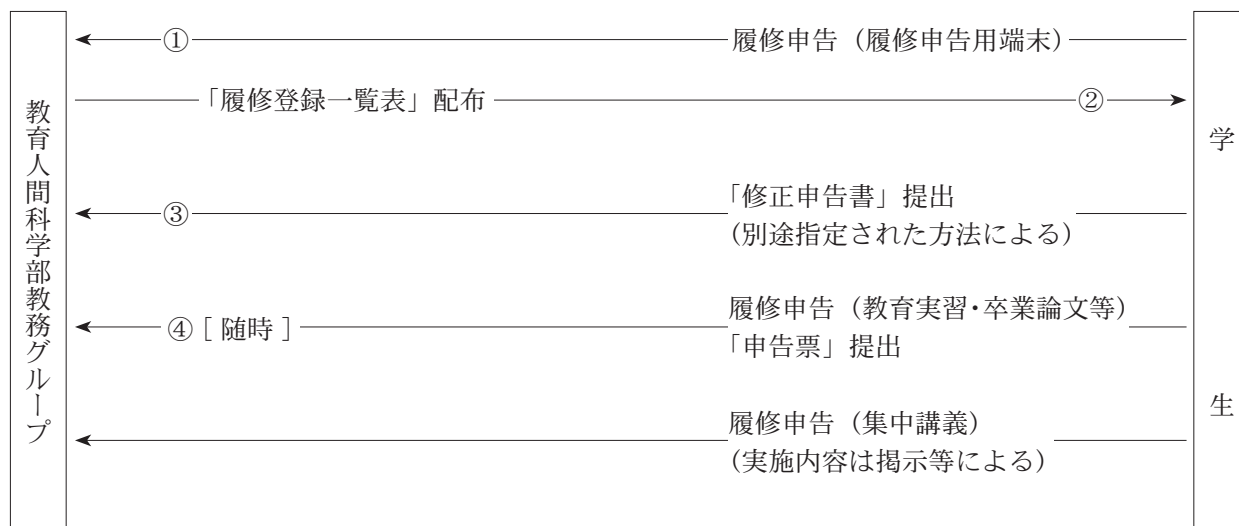 教育人間科学部教務グループ
① 履修申告（履修申告用端末）
「履修登録一覧表」配布 ②
③ 「修正申告書」提出
（別途指定された方法による）
④［随時］ 履修申告（教育実習・卒業論文等）
「申告票」提出
履修申告（集中講義）
（実施内容は掲示等による）
学生